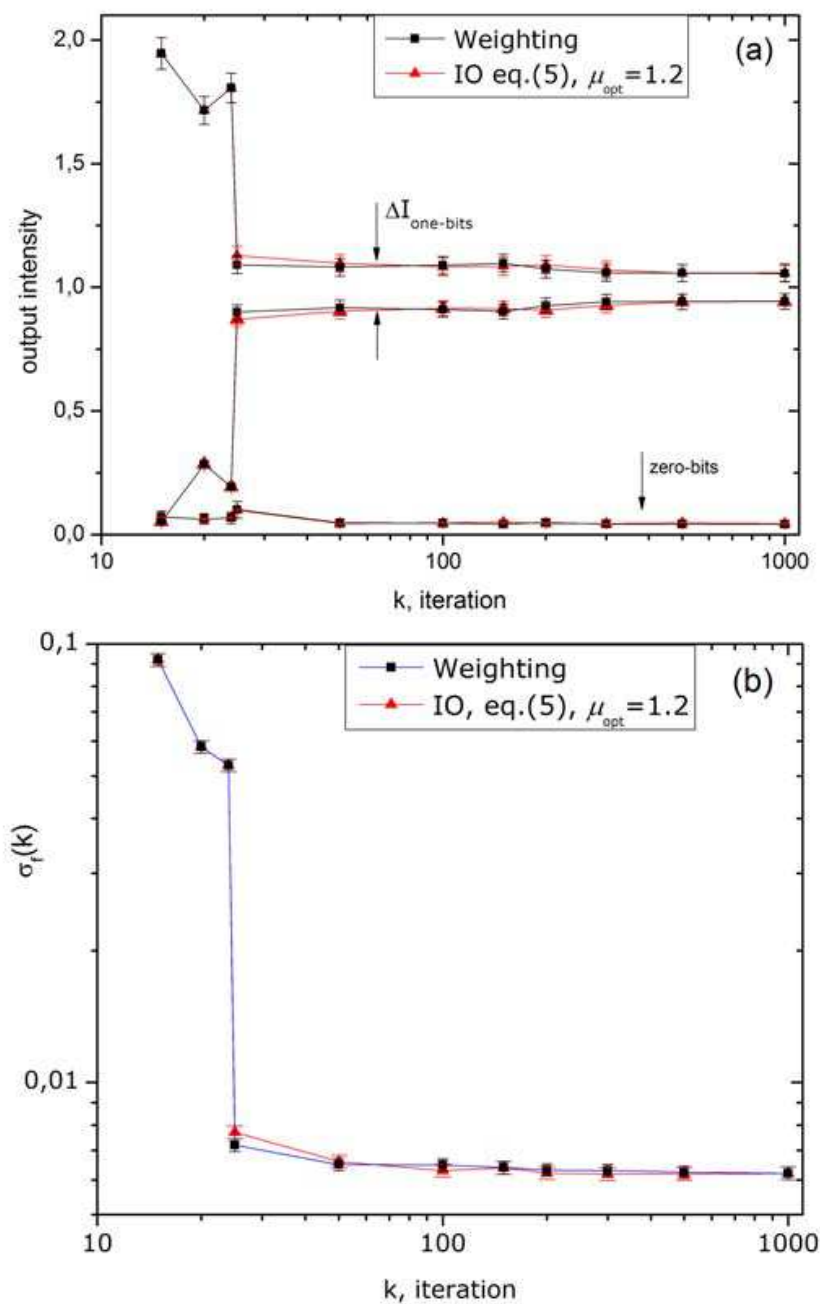 2,0
1,5
1,0
0,5
0,0
output intensity
Weighting
IO eq.(5), μopt=1.2
(a)
ΔIone-bits
zero-bits
10
100
1000
k, iteration
0,1
0,01
σf(k)
Weighting
IO, eq.(5), μopt=1.2
(b)
10
100
1000
k, iteration